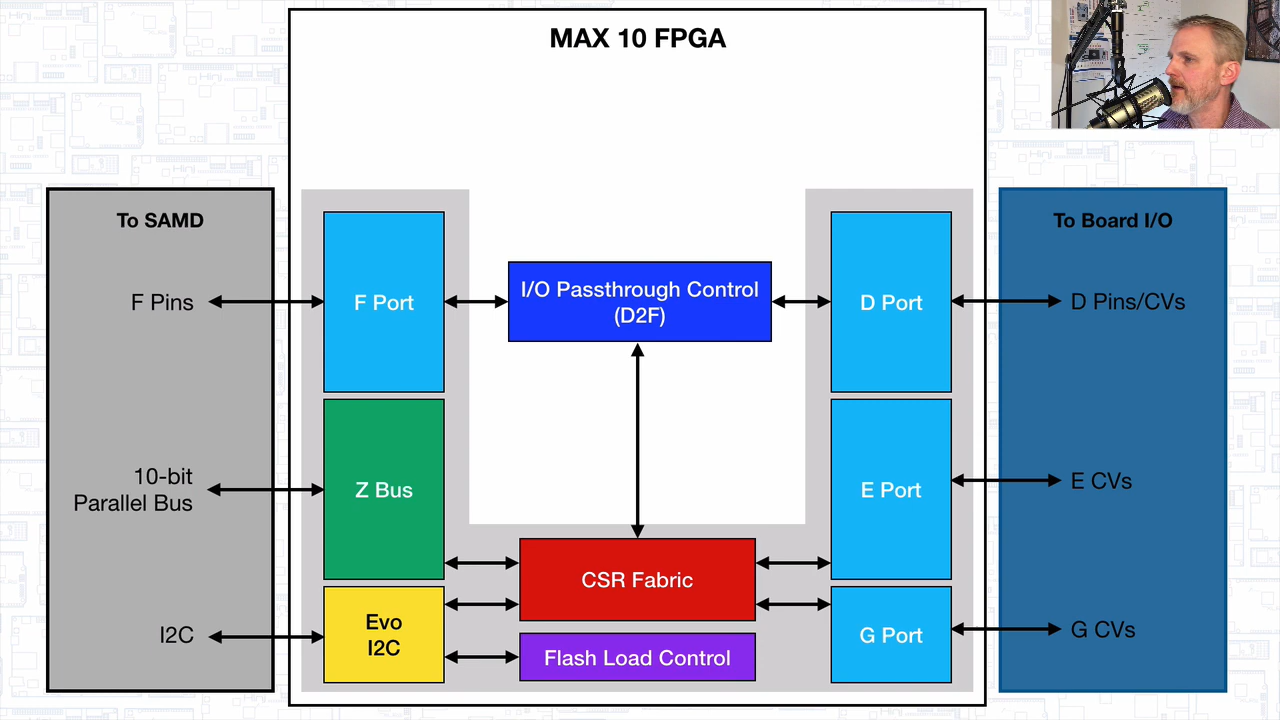 MAX 10 FPGA
To SAMD
To Board I/O
F Pins
F Port
I/O Passthrough Control
(D2F)
D Port
D Pins/CVs
10-bit
Parallel Bus
Z Bus
E Port
E CVs
CSR Fabric
I2C
Evo
I2C
Flash Load Control
G Port
G CVs